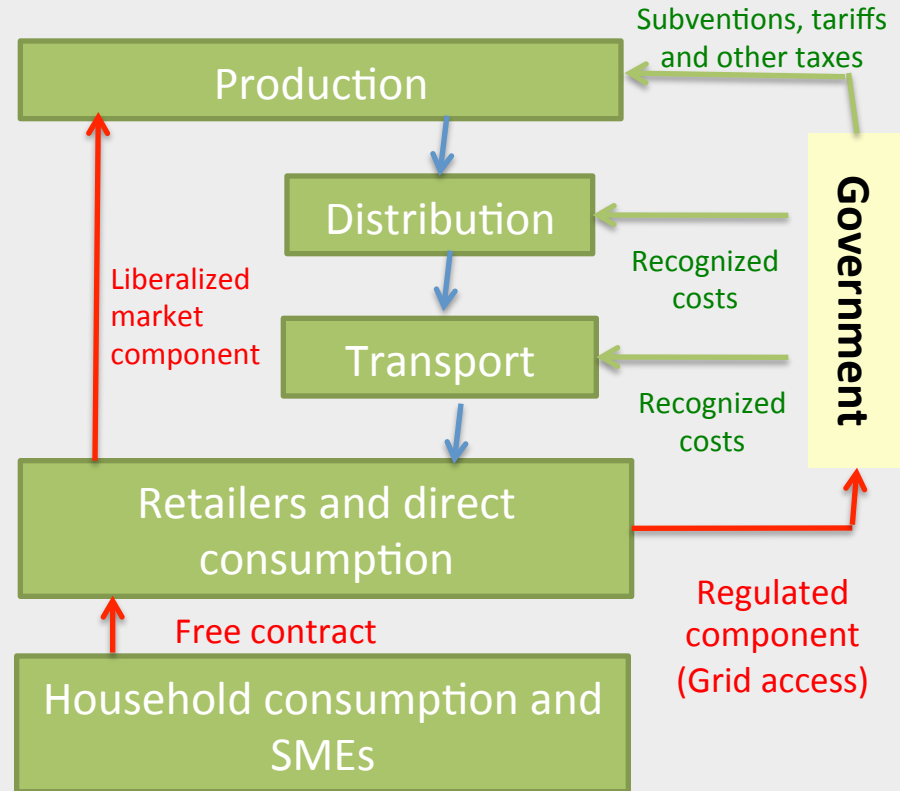 Subventions, tariffs
and other taxes
Production
Distribution
Liberalized
market
component
Recognized
costs
Government
Transport
Recognized
costs
Retailers and direct
consumption
Regulated
component
(Grid access)
Free contract
Household consumption and
SMEs